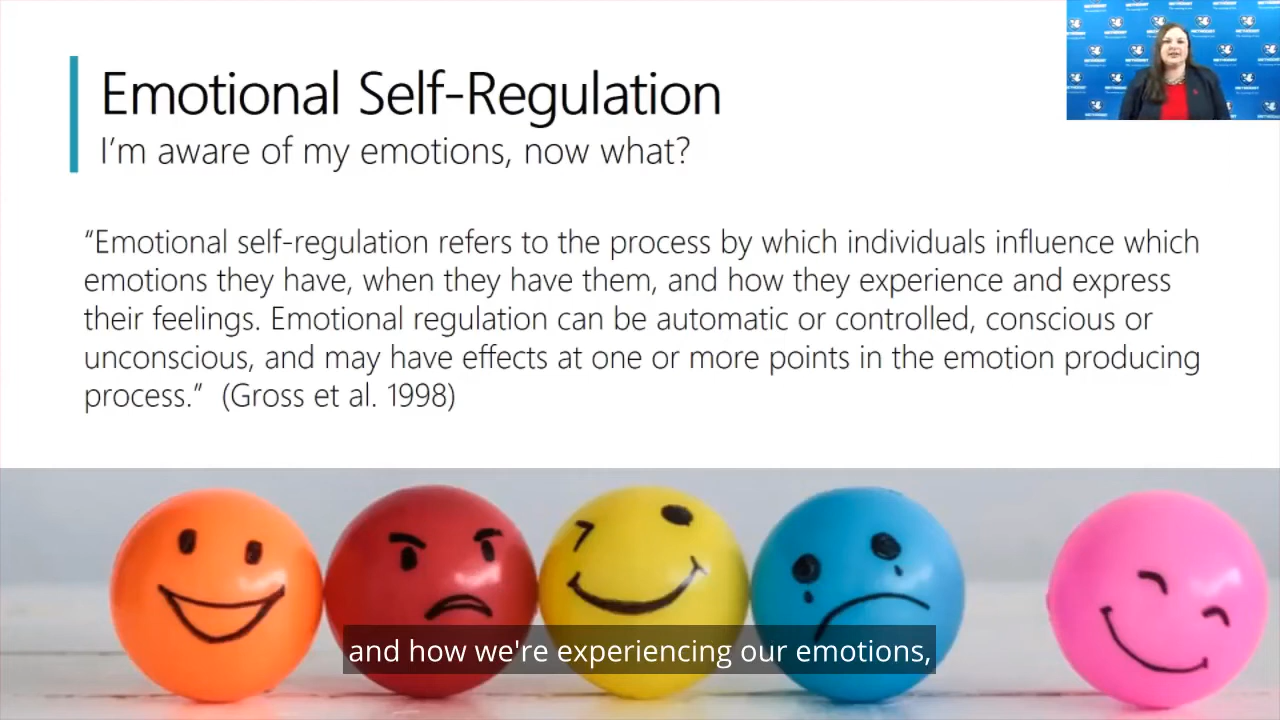 Emotional Self-Regulation
I'm aware of my emotions, now what?
“Emotional self-regulation refers to the process by which individuals influence which
emotions they have, when they have them, and how they experience and express
their feelings. Emotional regulation can be automatic or controlled, conscious or
unconscious, and may have effects at one or more points in the emotion producing
process.” (Gross et al. 1998)
and how we're experiencing our emotions,